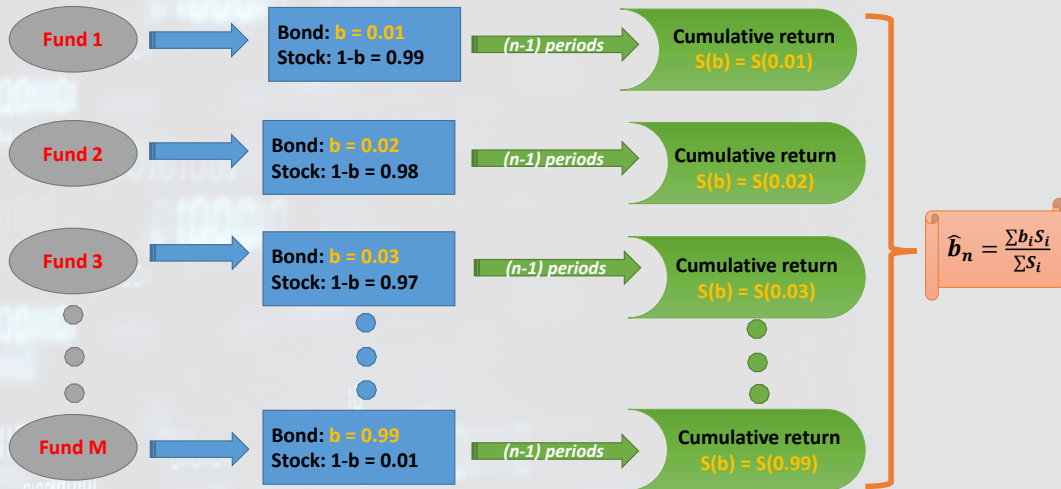 Fund 1
Bond: b = 0.01
Stock: 1-b = 0.99
(n-1) periods
Cumulative return
S(b) = S(0.01)
Fund 2
Bond: b = 0.02
Stock: 1-b = 0.98
(n-1) periods
Cumulative return
S(b) = S(0.02)
Fund 3
Bond: b = 0.03
Stock: 1-b = 0.97
(n-1) periods
Cumulative return
S(b) = S(0.03)
Fund M
Bond: b = 0.99
Stock: 1-b = 0.01
(n-1) periods
Cumulative return
S(b) = S(0.99)
b̂ₙ = ∑bᵢSᵢ / ∑Sᵢ